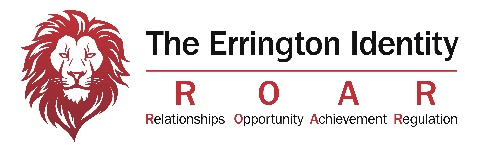 The Errington Identity
R O A R
Relationships Opportunity Achievement Regulation